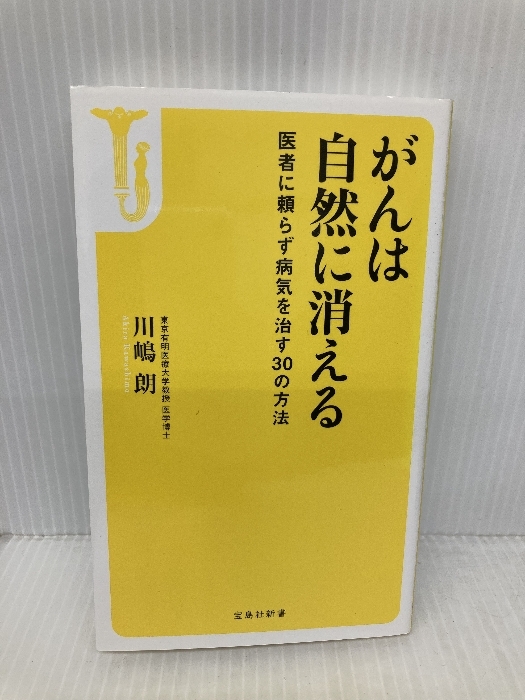 がんは
自然に消える
医者に頼らず病気を治す30の方法
東京有明医療大学教授 医学博士
川嶋 朗
Akira Kawashima
宝島社新書